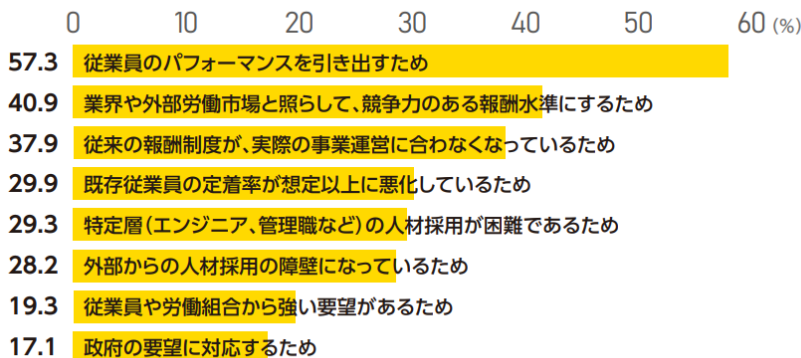 0 10 20 30 40 50 60 (%)
57.3 従業員のパフォーマンスを引き出すため
40.9 業界や外部労働市場と照らして、競争力のある報酬水準にするため
37.9 従来の報酬制度が、実際の事業運営に合わなくなっているため
29.9 既存従業員の定着率が想定以上に悪化しているため
29.3 特定層(エンジニア、管理職など)の人材採用が困難であるため
28.2 外部からの人材採用の障壁になっているため
19.3 従業員や労働組合から強い要望があるため
17.1 政府の要望に対応するため